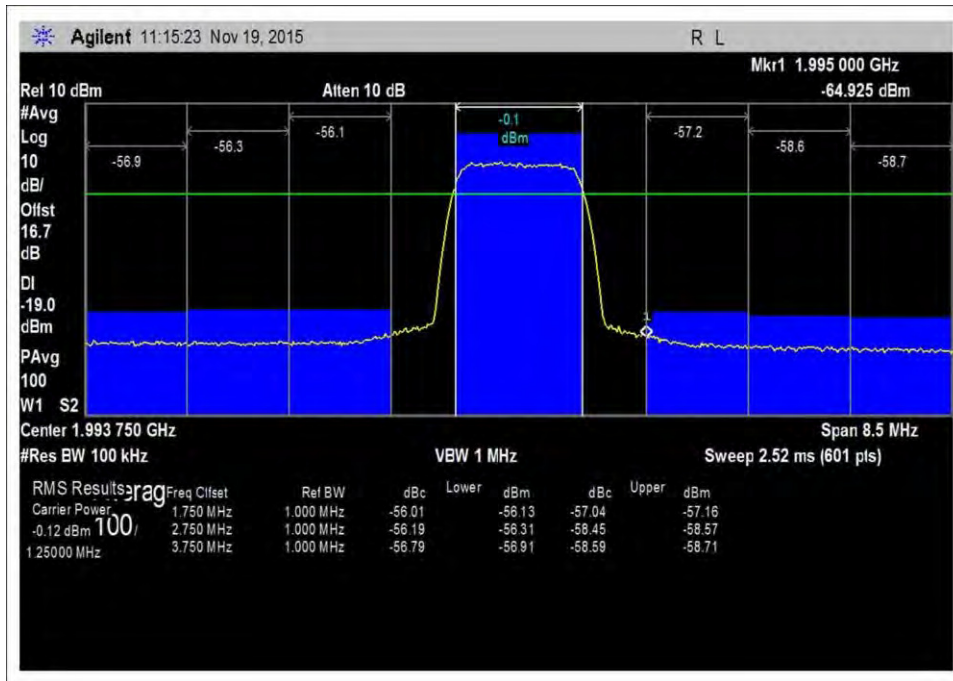 Agilent 11:15:23 Nov 19, 2015 R L
Mkr1 1.995 000 GHz
Rel 10 dBm Atten 10 dB -64.925 dBm
#Avg
Log
10
dB/
Offst
16.7
dB
DI
-19.0
dBm
PAvg
100
W1 S2
-56.9 -56.3 -56.1 -0.1 dBm -57.2 -58.6 -58.7
1
Center 1.993 750 GHz Span 8.5 MHz
#Res BW 100 kHz VBW 1 MHz Sweep 2.52 ms (601 pts)
RMS Results Freq Clfset Ref BW dBc Lower dBm dBc Upper dBm
Carrier Power 1.750 MHz 1.000 MHz -56.01 -56.13 -57.04 -57.16
-0.12 dBm 100/ 2.750 MHz 1.000 MHz -56.19 -56.31 -58.45 -58.57
1.25000 MHz 3.750 MHz 1.000 MHz -56.79 -56.91 -58.59 -58.71